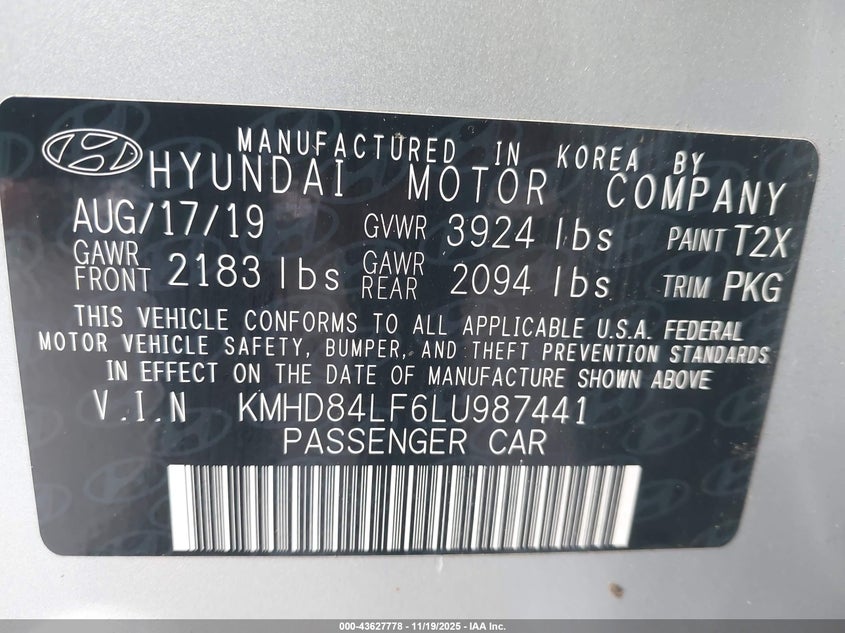 MANUFACTURED IN KOREA BY
HYUNDAI MOTOR COMPANY
AUG/17/19 GVWR 3924 lbs PAINT T2X
GAWR FRONT 2183 lbs GAWR REAR 2094 lbs TRIM PKG
THIS VEHICLE CONFORMS TO ALL APPLICABLE U.S.A. FEDERAL
MOTOR VEHICLE SAFETY, BUMPER, AND THEFT PREVENTION STANDARDS
IN EFFECT ON THE DATE OF MANUFACTURE SHOWN ABOVE
V.I.N KMHD84LF6LU987441
PASSENGER CAR
000-43627778 - 11/19/2025 - IAA Inc.